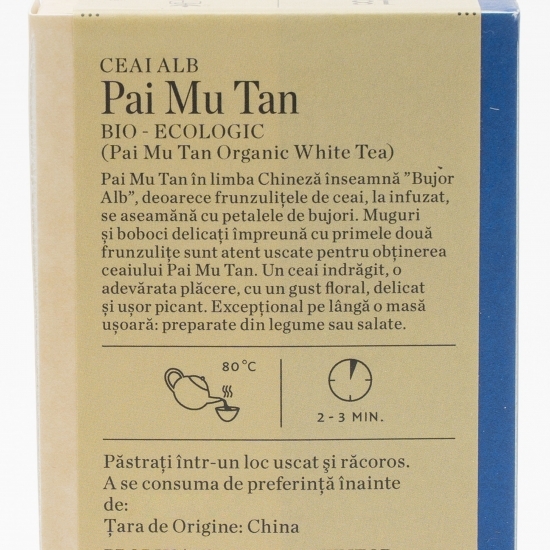 CEAI ALB
Pai Mu Tan
BIO - ECOLOGIC
(Pai Mu Tan Organic White Tea)
Pai Mu Tan în limba Chineză înseamnă "Bujor
Alb", deoarece frunzulițele de ceai, la infuzat,
se aseamănă cu petalele de bujori. Muguri
și boboci delicați împreună cu primele două
frunzulițe sunt atent uscate pentru obținerea
ceaiului Pai Mu Tan. Un ceai indrăgit, o
adevărata plăcere, cu un gust floral, delicat
și ușor picant. Excepțional pe lângă o masă
ușoară: preparate din legume sau salate.
80°C
2 - 3 MIN.
Păstrați într-un loc uscat și răcoros.
A se consuma de preferință înainte
de:
Țara de Origine: China